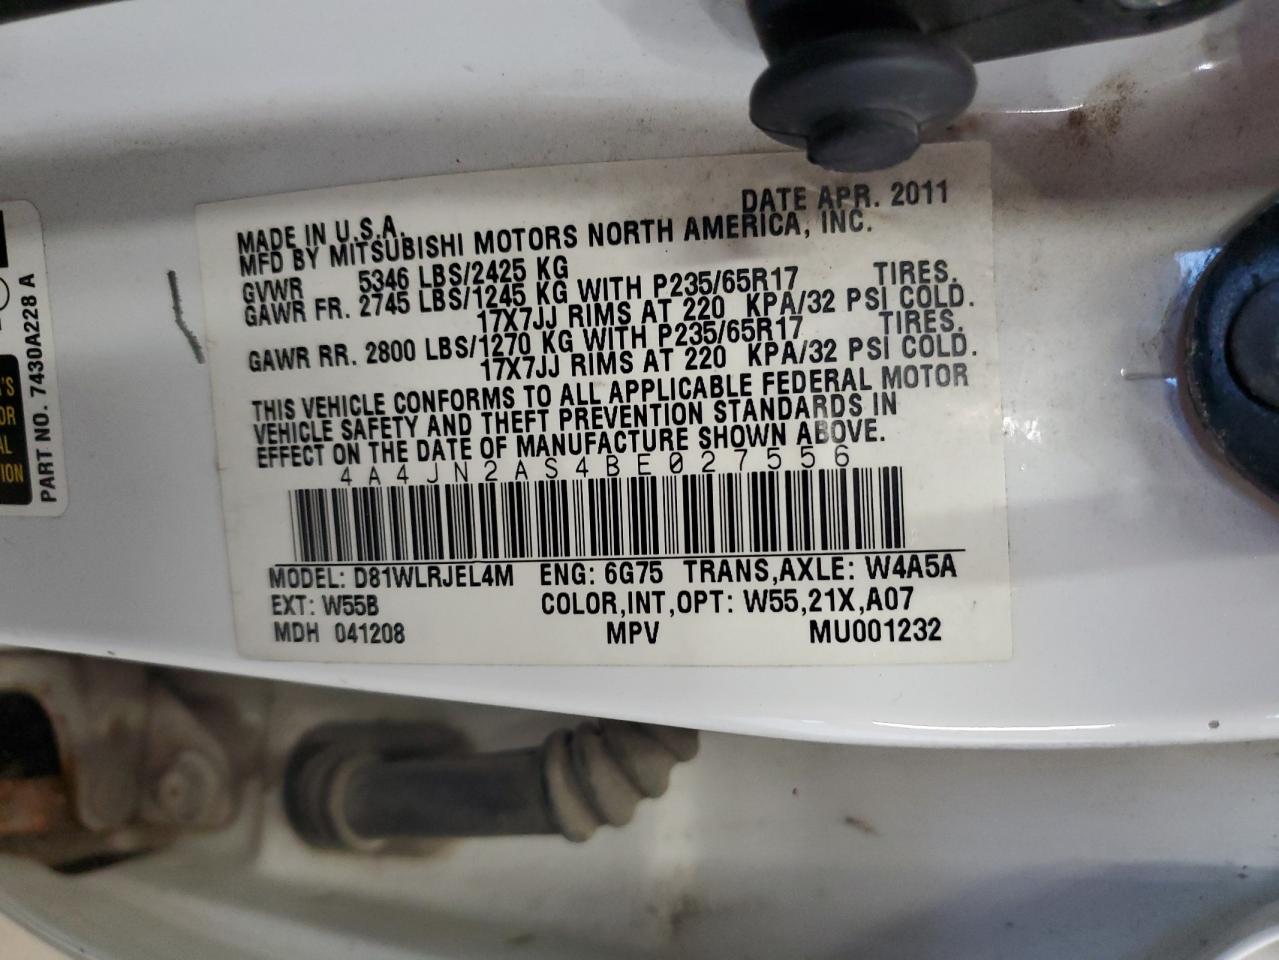 DATE APR. 2011
MADE IN U.S.A.
MFD BY MITSUBISHI MOTORS NORTH AMERICA, INC.
GVWR 5346 LBS/2425 KG
GAWR FR. 2745 LBS/1245 KG WITH P235/65R17 TIRES,
17X7JJ RIMS AT 220 KPA/32 PSI COLD.
GAWR RR. 2800 LBS/1270 KG WITH P235/65R17 TIRES,
17X7JJ RIMS AT 220 KPA/32 PSI COLD.
THIS VEHICLE CONFORMS TO ALL APPLICABLE FEDERAL MOTOR
VEHICLE SAFETY AND THEFT PREVENTION STANDARDS IN
EFFECT ON THE DATE OF MANUFACTURE SHOWN ABOVE.
4A4JN2AS4BE027556
MODEL: D81WLRJEL4M ENG: 6G75 TRANS,AXLE: W4A5A
EXT: W55B COLOR,INT,OPT: W55,21X,A07
MDH 041208 MPV MU001232
PART NO. 7430A228 A